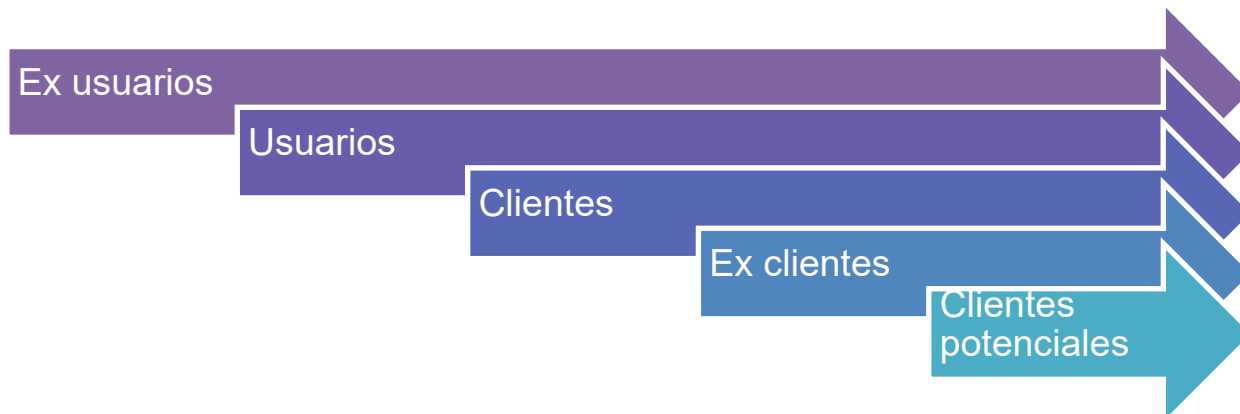 Ex usuarios
Usuarios
Clientes
Ex clientes
Clientes
potenciales